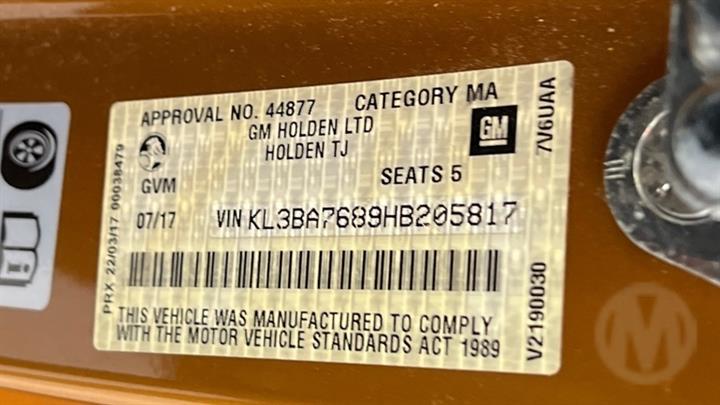 APPROVAL NO. 44877 CATEGORY MA
GM HOLDEN LTD
GM
HOLDEN TJ
GVM
SEATS 5
07/17 VIN KL3BA7689HB205817
THIS VEHICLE WAS MANUFACTURED TO COMPLY
WITH THE MOTOR VEHICLE STANDARDS ACT 1989
PRX 22/03/17 00038479
7V6UAA
V2190030
M